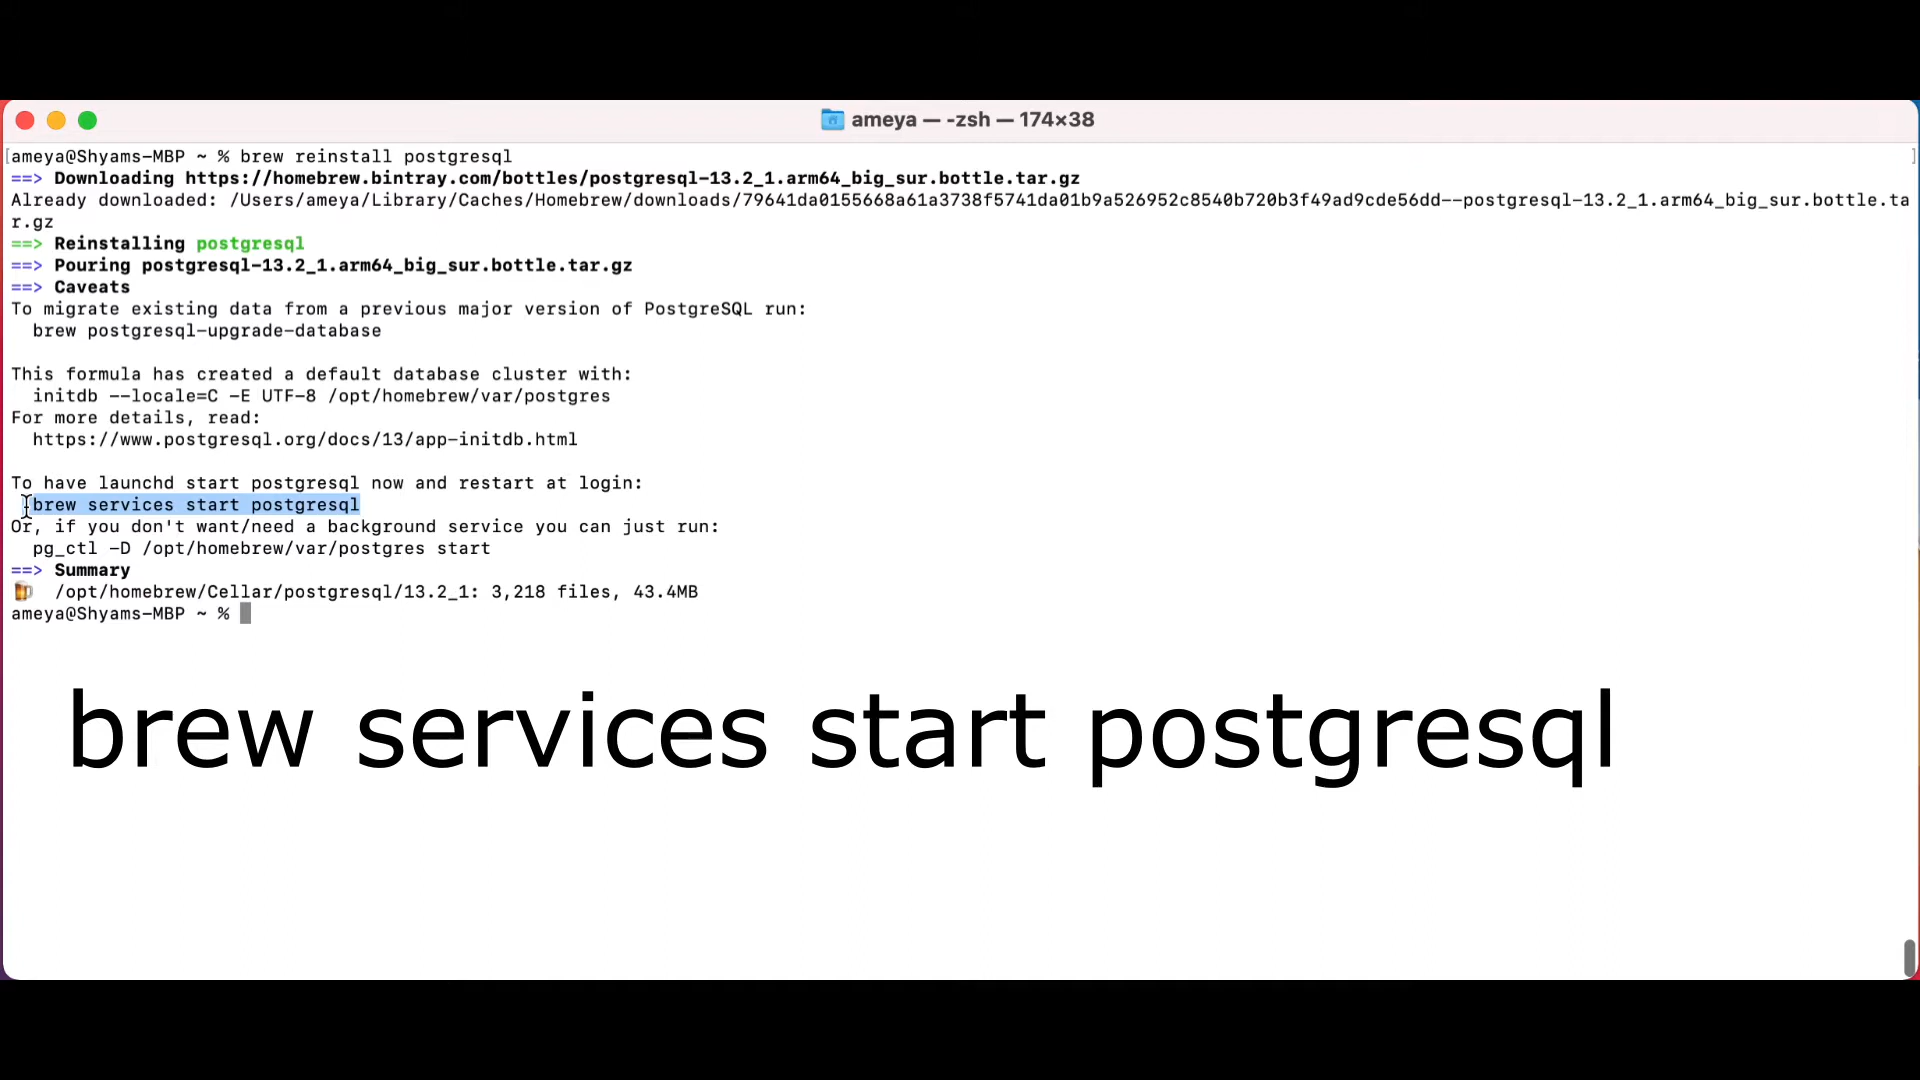 ameya — -zsh — 174×38
[ameya@Shyams-MBP ~ % brew reinstall postgresql ]
==> Downloading https://homebrew.bintray.com/bottles/postgresql-13.2_1.arm64_big_sur.bottle.tar.gz
Already downloaded: /Users/ameya/Library/Caches/Homebrew/downloads/79641da0155668a61a3738f5741da01b9a526952c8540b720b3f49ad9cde56dd--postgresql-13.2_1.arm64_big_sur.bottle.ta
r.gz
==> Reinstalling postgresql
==> Pouring postgresql-13.2_1.arm64_big_sur.bottle.tar.gz
==> Caveats
To migrate existing data from a previous major version of PostgreSQL run:
  brew postgresql-upgrade-database
This formula has created a default database cluster with:
  initdb --locale=C -E UTF-8 /opt/homebrew/var/postgres
For more details, read:
  https://www.postgresql.org/docs/13/app-initdb.html
To have launchd start postgresql now and restart at login:
  brew services start postgresql
Or, if you don't want/need a background service you can just run:
  pg_ctl -D /opt/homebrew/var/postgres start
==> Summary
🍺  /opt/homebrew/Cellar/postgresql/13.2_1: 3,218 files, 43.4MB
ameya@Shyams-MBP ~ %
brew services start postgresql